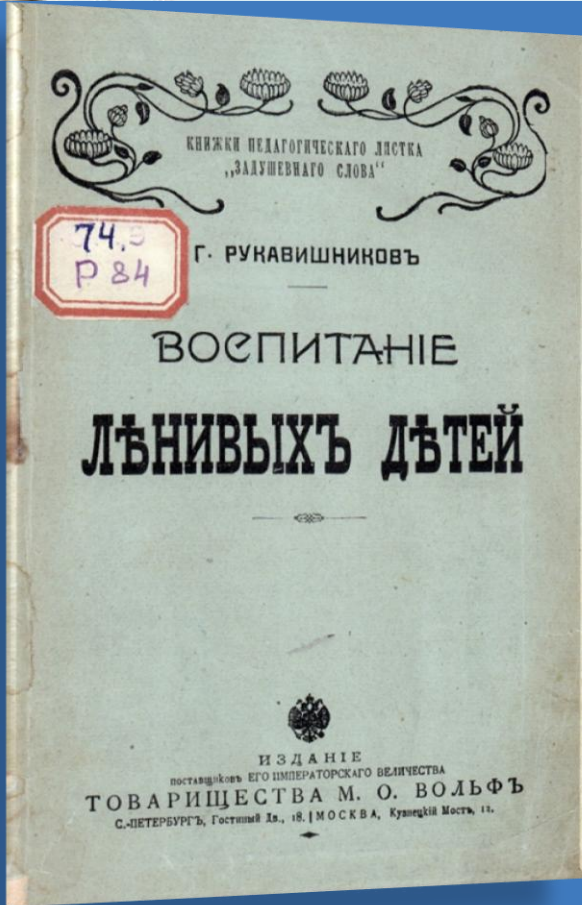 КНИЖКИ ПЕДАГОГИЧЕСКАГО ЛИСТКА
„ЗАДУШЕВНАГО СЛОВА“
74.
Р 84
Г. РУКАВИШНИКОВЪ
ВОСПИТАНІЕ
ЛѢНИВЫХЪ ДѢТЕЙ
ИЗДАНІЕ
ПОСТАВЩИКОВЪ ЕГО ИМПЕРАТОРСКАГО ВЕЛИЧЕСТВА
ТОВАРИЩЕСТВА М. О. ВОЛЬФЪ
С.-ПЕТЕРБУРГЪ, Гостиный Дв., 18. | МОСКВА, Кузнецкій Мостъ, 12.